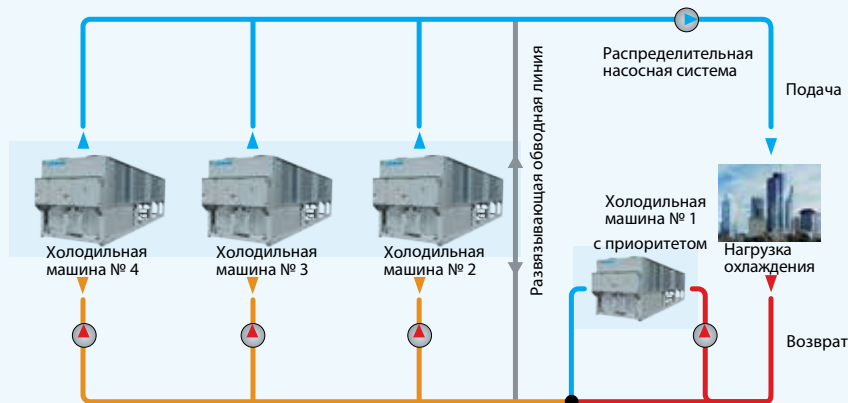 Распределительная
насосная система
Подача
Развязывающая обводная линия
Холодильная
машина № 4
Холодильная
машина № 3
Холодильная
машина № 2
Холодильная
машина № 1
с приоритетом
Нагрузка
охлаждения
Возврат